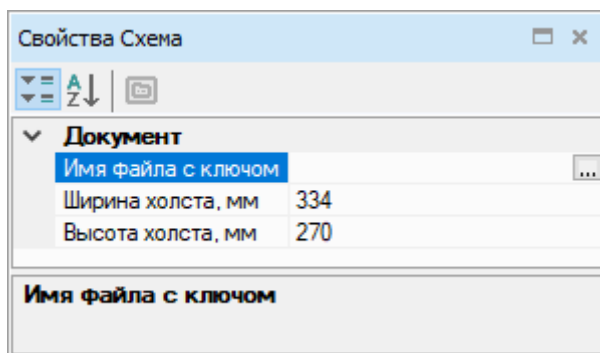 Свойства Схема
Документ
Имя файла с ключом ...
Ширина холста, мм 334
Высота холста, мм 270
Имя файла с ключом